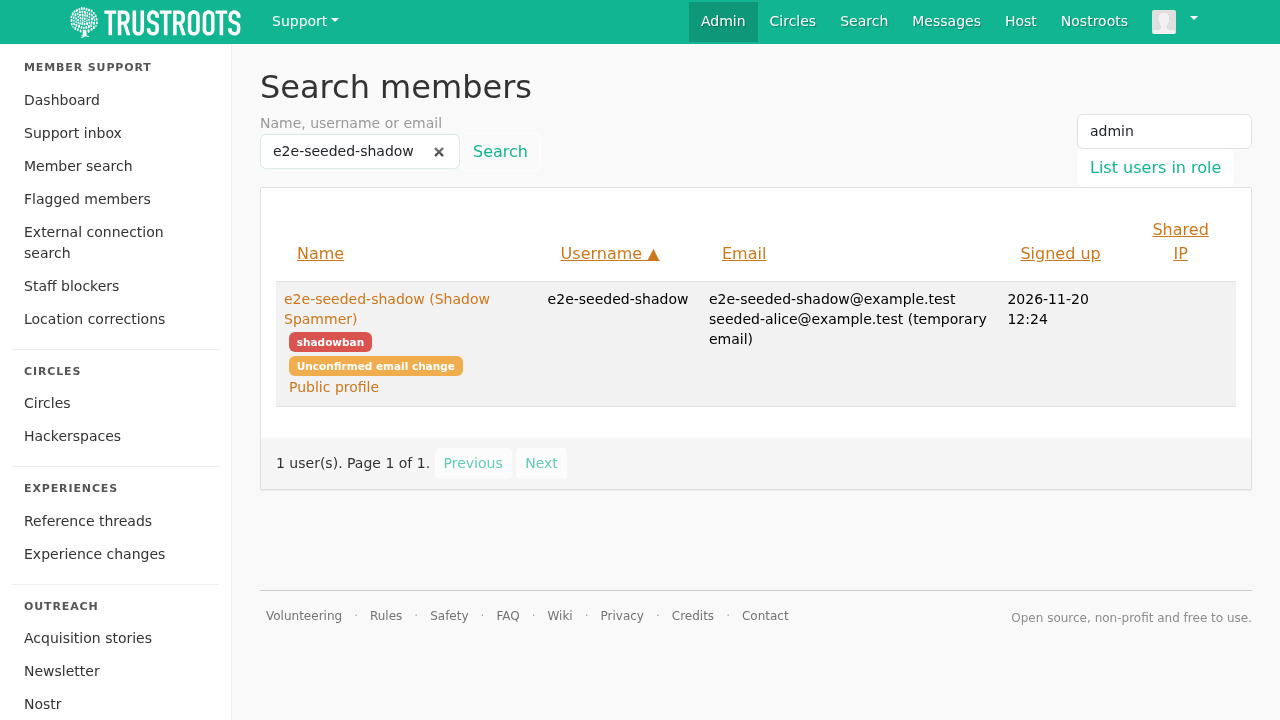 TRUSTROOTS
Support
Admin
Circles
Search
Messages
Host
Nostroots
MEMBER SUPPORT
Dashboard
Support inbox
Member search
Flagged members
External connection
search
Staff blockers
Location corrections
CIRCLES
Circles
Hackerspaces
EXPERIENCES
Reference threads
Experience changes
OUTREACH
Acquisition stories
Newsletter
Nostr
Search members
Name, username or email
e2e-seeded-shadow
Search
admin
List users in role
Name
Username ▲
Email
Signed up
Shared
IP
e2e-seeded-shadow (Shadow
Spammer)
shadowban
Unconfirmed email change
Public profile
e2e-seeded-shadow
e2e-seeded-shadow@example.test
seeded-alice@example.test (temporary
email)
2026-11-20
12:24
1 user(s). Page 1 of 1.
Previous
Next
Volunteering · Rules · Safety · FAQ · Wiki · Privacy · Credits · Contact
Open source, non-profit and free to use.